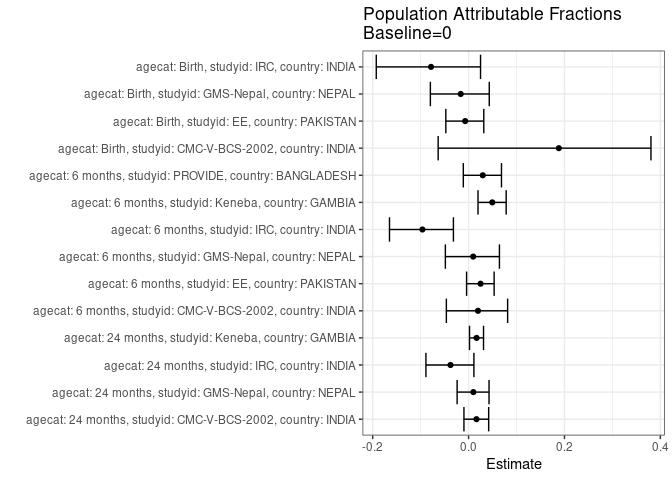 Population Attributable Fractions
Baseline=0
agecat: Birth, studyid: IRC, country: INDIA
agecat: Birth, studyid: GMS-Nepal, country: NEPAL
agecat: Birth, studyid: EE, country: PAKISTAN
agecat: Birth, studyid: CMC-V-BCS-2002, country: INDIA
agecat: 6 months, studyid: PROVIDE, country: BANGLADESH
agecat: 6 months, studyid: Keneba, country: GAMBIA
agecat: 6 months, studyid: IRC, country: INDIA
agecat: 6 months, studyid: GMS-Nepal, country: NEPAL
agecat: 6 months, studyid: EE, country: PAKISTAN
agecat: 6 months, studyid: CMC-V-BCS-2002, country: INDIA
agecat: 24 months, studyid: Keneba, country: GAMBIA
agecat: 24 months, studyid: IRC, country: INDIA
agecat: 24 months, studyid: GMS-Nepal, country: NEPAL
agecat: 24 months, studyid: CMC-V-BCS-2002, country: INDIA
-0.2 0.0 0.2 0.4
Estimate